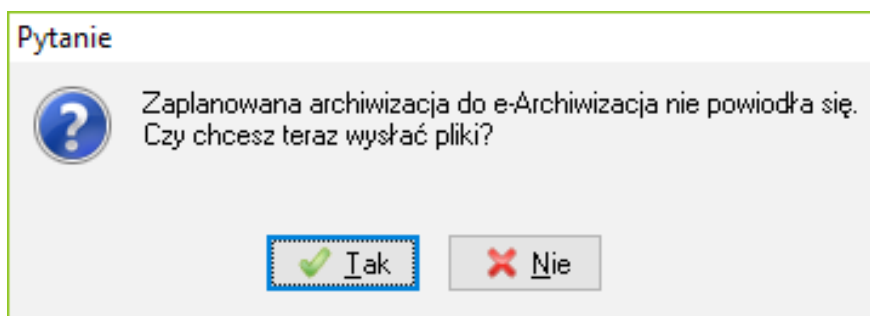 Pytanie
Zaplanowana archiwizacja do e-Archiwizacja nie powiodła się.
Czy chcesz teraz wysłać pliki?
Tak
Nie